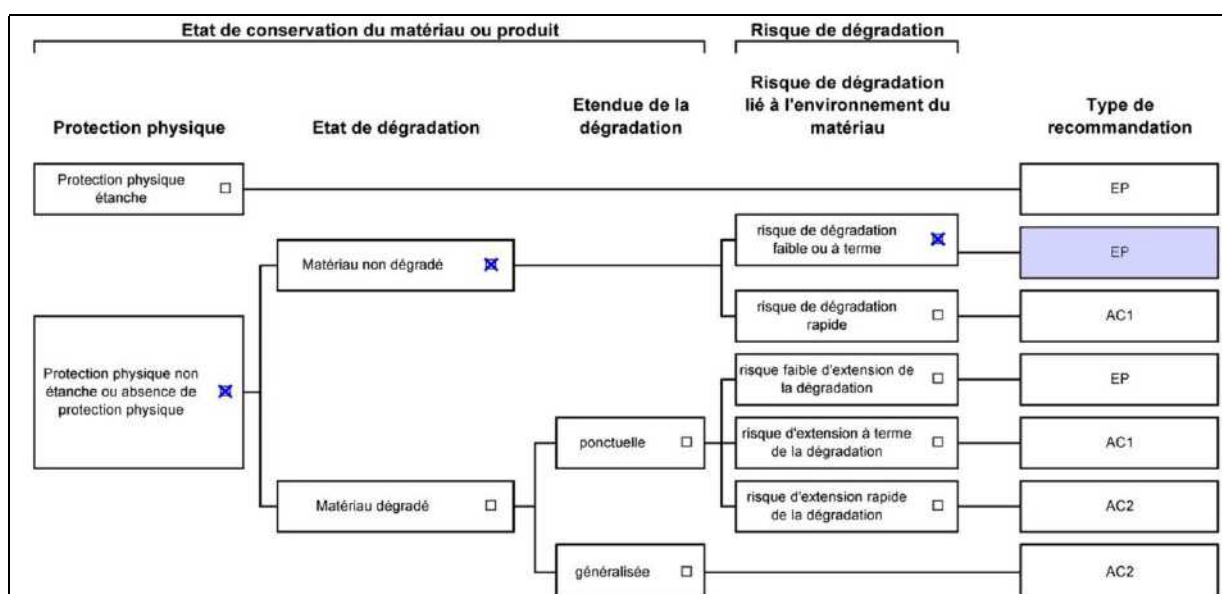 Etat de conservation du matériau ou produit
Risque de dégradation
Protection physique
Etat de dégradation
Etendue de la
dégradation
Risque de dégradation
lié à l'environnement du
matériau
Type de
recommandation
Protection physique
étanche
EP
Protection physique non
étanche ou absence de
protection physique
Matériau non dégradé
risque de dégradation
faible ou à terme
EP
risque de dégradation
rapide
AC1
Matériau dégradé
ponctuelle
risque faible d'extension de
la dégradation
EP
risque d'extension à terme
de la dégradation
AC1
risque d'extension rapide
de la dégradation
AC2
généralisée
AC2